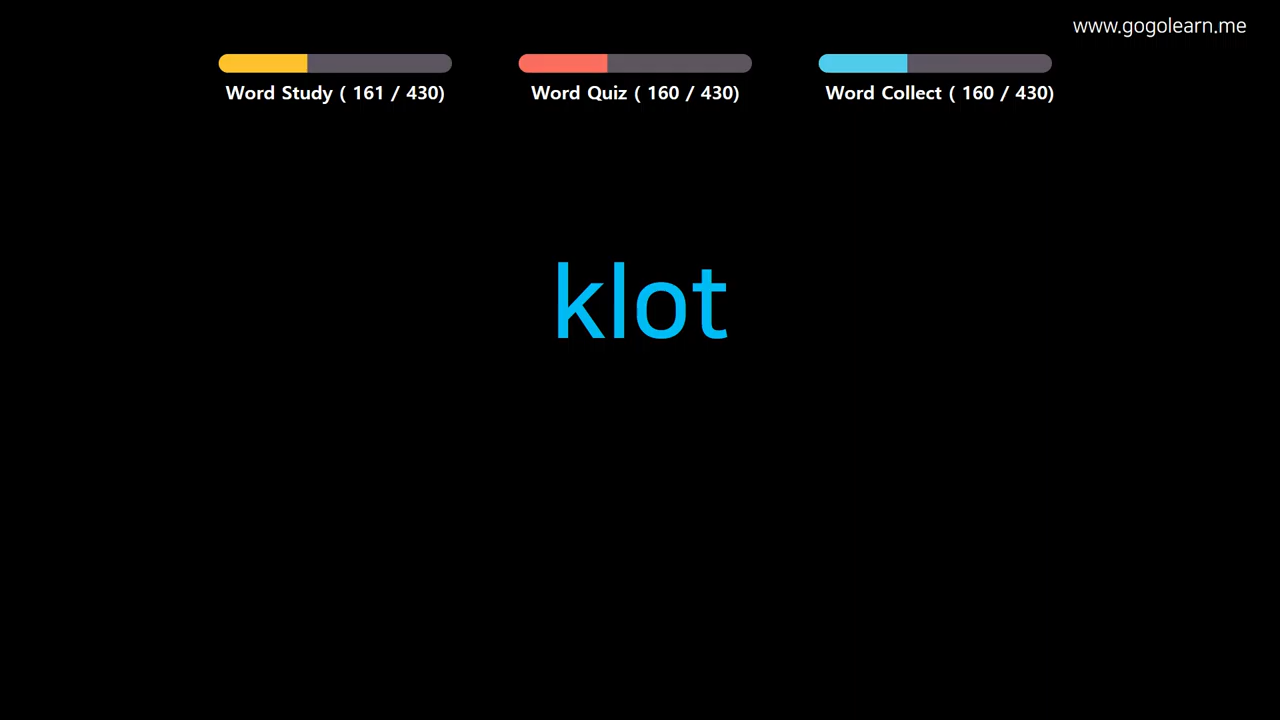 www.gogolearn.me
Word Study ( 161 / 430)
Word Quiz ( 160 / 430)
Word Collect ( 160 / 430)
klot